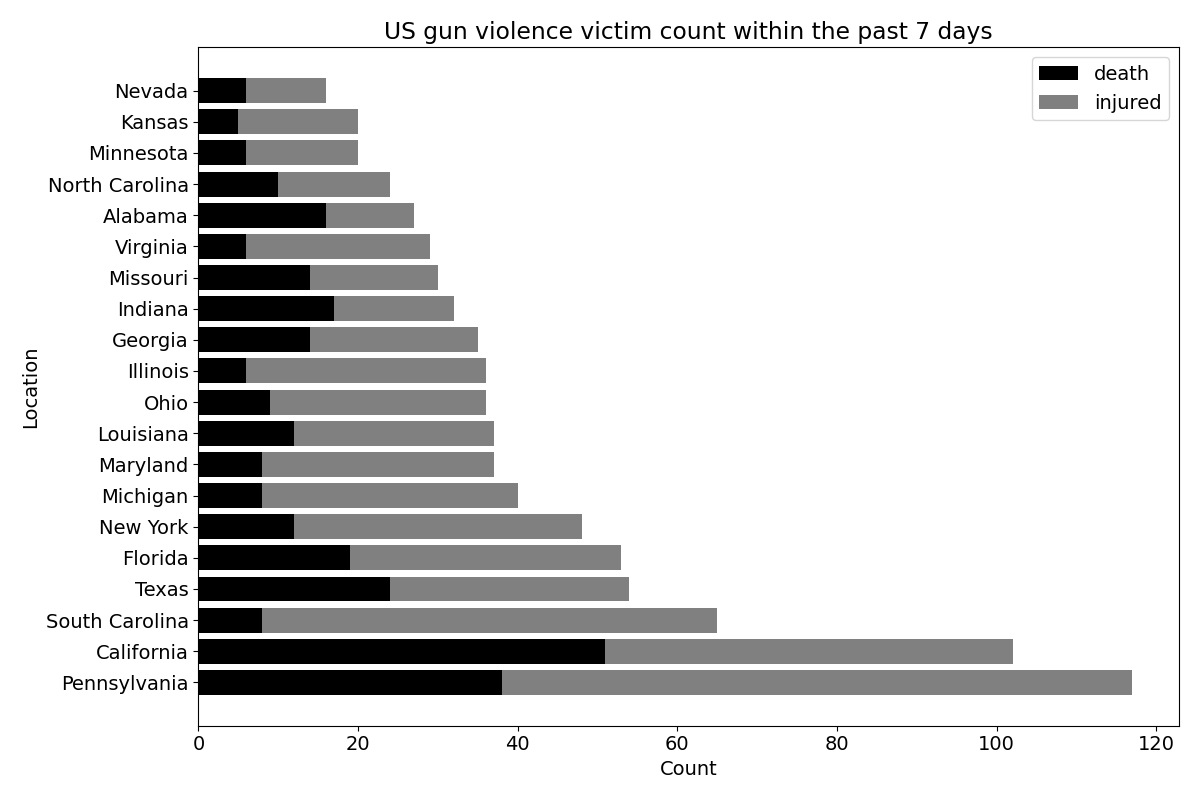 US gun violence victim count within the past 7 days
death
injured
Nevada
Kansas
Minnesota
North Carolina
Alabama
Virginia
Missouri
Indiana
Georgia
Illinois
Ohio
Louisiana
Maryland
Michigan
New York
Florida
Texas
South Carolina
California
Pennsylvania
Location
0 20 40 60 80 100 120
Count